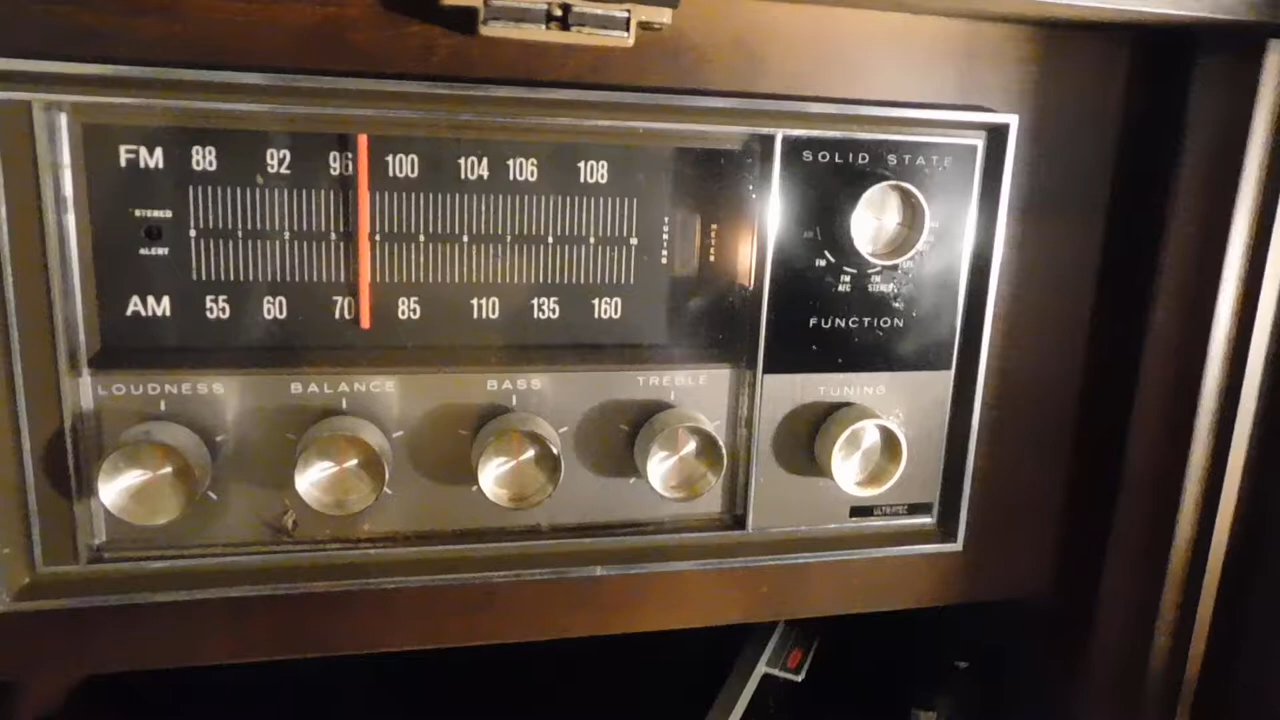 FM 88 92 96 100 104 106 108
STEREO
ALERT
0 1 2 3 4 5 6 7 8 9 10
AM 55 60 70 85 110 135 160
TUNING
METER
SOLID STATE
AM
FM
FM
AFC
FM
STEREO
FUNCTION
LOUDNESS BALANCE BASS TREBLE TUNING